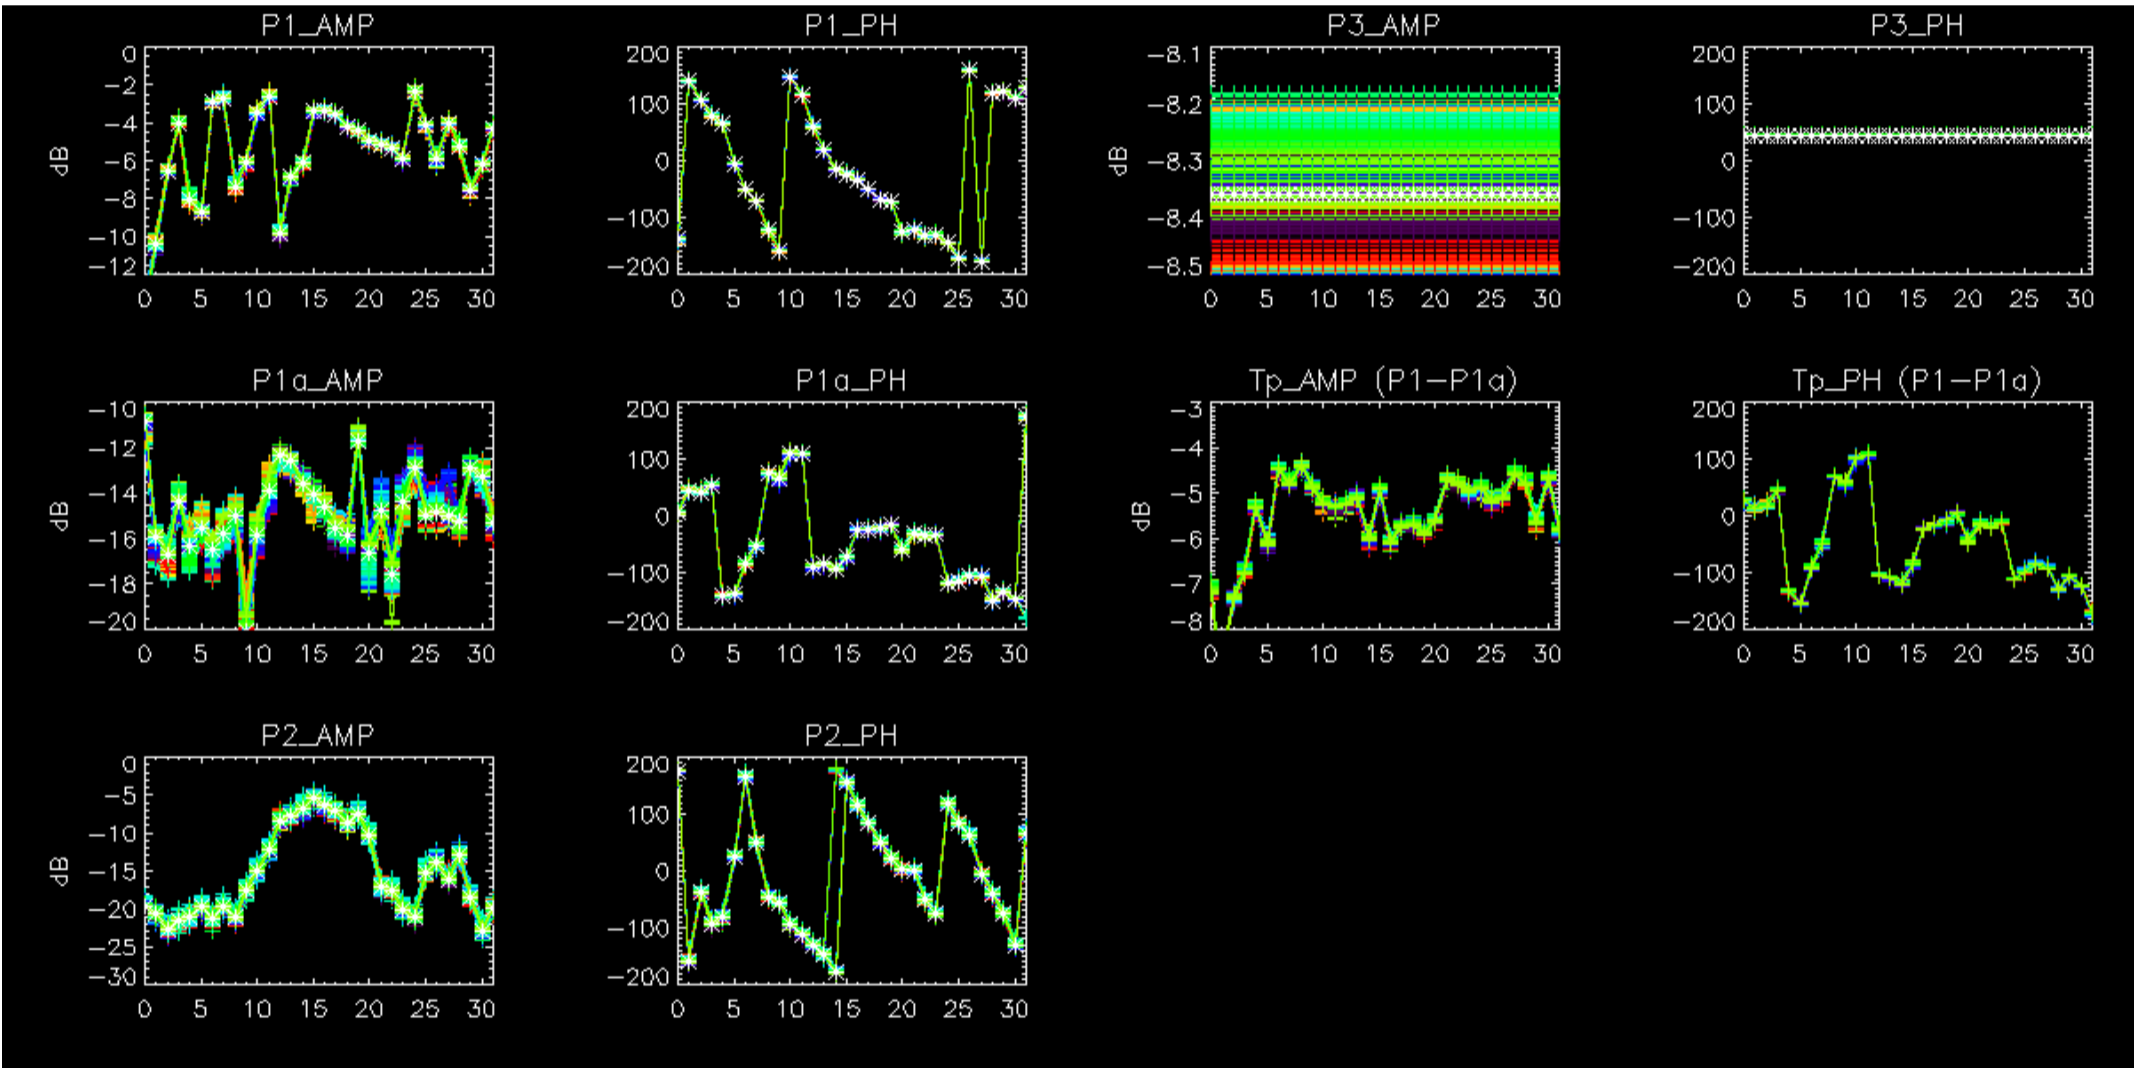 P1_AMP
P1_PH
P3_AMP
P3_PH
0
−2
−4
−6
−8
−10
−12
dB
0 5 10 15 20 25 30
200
100
0
−100
−200
0 5 10 15 20 25 30
−8.1
−8.2
−8.3
−8.4
−8.5
dB
0 5 10 15 20 25 30
200
100
0
−100
−200
0 5 10 15 20 25 30
P1a_AMP
P1a_PH
Tp_AMP (P1−P1a)
Tp_PH (P1−P1a)
−10
−12
−14
−16
−18
−20
dB
0 5 10 15 20 25 30
200
100
0
−100
−200
0 5 10 15 20 25 30
−3
−4
−5
−6
−7
−8
dB
0 5 10 15 20 25 30
200
100
0
−100
−200
0 5 10 15 20 25 30
P2_AMP
P2_PH
0
−5
−10
−15
−20
−25
−30
dB
0 5 10 15 20 25 30
200
100
0
−100
−200
0 5 10 15 20 25 30